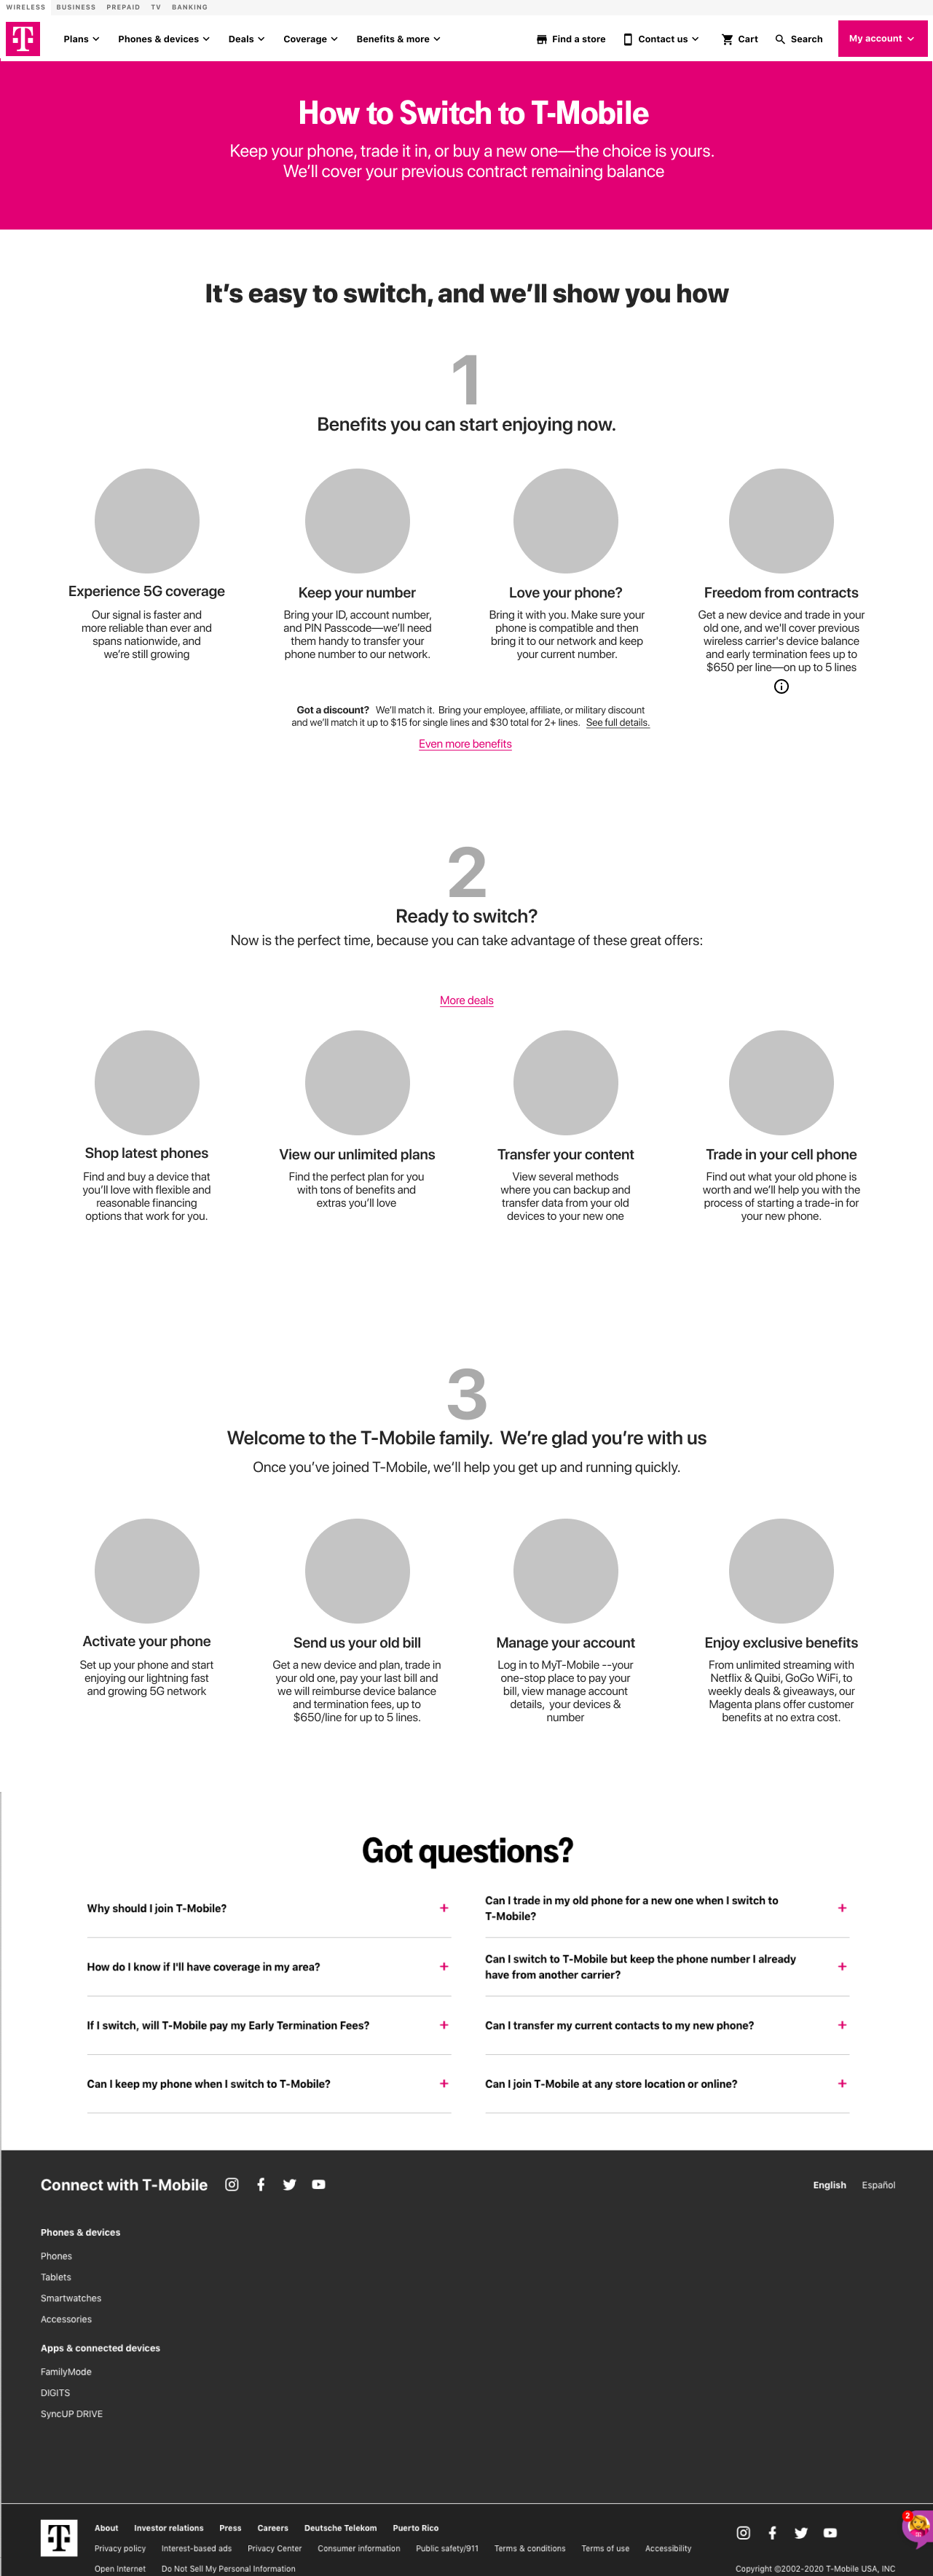 WIRELESS BUSINESS PREPAID TV BANKING
T Plans Phones & devices Deals Coverage Benefits & more Find a store Contact us Cart Search My account
How to Switch to T-Mobile
Keep your phone, trade it in, or buy a new one—the choice is yours.
We’ll cover your previous contract remaining balance
It’s easy to switch, and we’ll show you how
1
Benefits you can start enjoying now.
Experience 5G coverage
Our signal is faster and
more reliable than ever and
spans nationwide, and
we’re still growing
Keep your number
Bring your ID, account number,
and PIN Passcode—we’ll need
them handy to transfer your
phone number to our network.
Love your phone?
Bring it with you. Make sure your
phone is compatible and then
bring it to our network and keep
your current number.
Freedom from contracts
Get a new device and trade in your
old one, and we’ll cover previous
wireless carrier’s device balance
and early termination fees up to
$650 per line—on up to 5 lines
Got a discount? We’ll match it. Bring your employee, affiliate, or military discount
and we’ll match it up to $15 for single lines and $30 total for 2+ lines. See full details.
Even more benefits
2
Ready to switch?
Now is the perfect time, because you can take advantage of these great offers:
More deals
Shop latest phones
Find and buy a device that
you’ll love with flexible and
reasonable financing
options that work for you.
View our unlimited plans
Find the perfect plan for you
with tons of benefits and
extras you’ll love
Transfer your content
View several methods
where you can backup and
transfer data from your old
devices to your new one
Trade in your cell phone
Find out what your old phone is
worth and we’ll help you with the
process of starting a trade-in for
your new phone.
3
Welcome to the T-Mobile family. We’re glad you’re with us
Once you’ve joined T-Mobile, we’ll help you get up and running quickly.
Activate your phone
Set up your phone and start
enjoying our lightning fast
and growing 5G network
Send us your old bill
Get a new device and plan, trade in
your old one, pay your last bill and
we will reimburse device balance
and termination fees, up to
$650/line for up to 5 lines.
Manage your account
Log in to MyT-Mobile --your
one-stop place to pay your
bill, view manage account
details, your devices &
number
Enjoy exclusive benefits
From unlimited streaming with
Netflix & Quibi, GoGo WiFi, to
weekly deals & giveaways, our
Magenta plans offer customer
benefits at no extra cost.
Got questions?
Why should I join T-Mobile? +
How do I know if I'll have coverage in my area? +
If I switch, will T-Mobile pay my Early Termination Fees? +
Can I keep my phone when I switch to T-Mobile? +
Can I trade in my old phone for a new one when I switch to
T-Mobile? +
Can I switch to T-Mobile but keep the phone number I already
have from another carrier? +
Can I transfer my current contacts to my new phone? +
Can I join T-Mobile at any store location or online? +
Connect with T-Mobile
English Español
Phones & devices
Phones
Tablets
Smartwatches
Accessories
Apps & connected devices
FamilyMode
DIGITS
SyncUP DRIVE
T
About Investor relations Press Careers Deutsche Telekom Puerto Rico
Privacy policy Interest-based ads Privacy Center Consumer information Public safety/911 Terms & conditions Terms of use Accessibility
Open Internet Do Not Sell My Personal Information
2
Copyright ©2002-2020 T-Mobile USA, INC